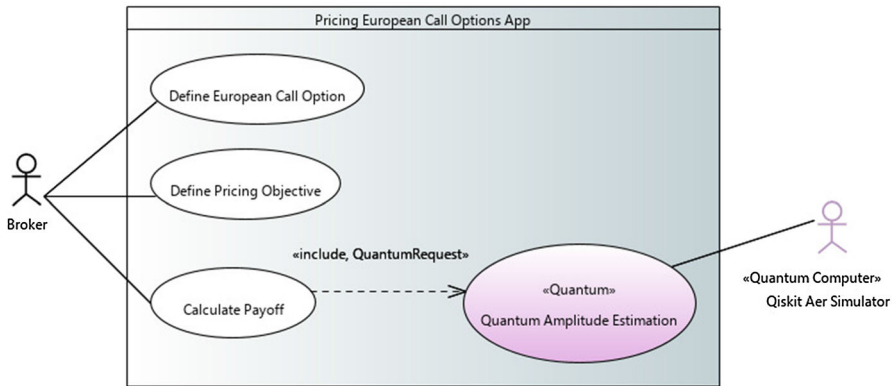 Pricing European Call Options App
Define European Call Option
Define Pricing Objective
Broker
«include, QuantumRequest»
Calculate Payoff
«Quantum»
Quantum Amplitude Estimation
«Quantum Computer»
Qiskit Aer Simulator